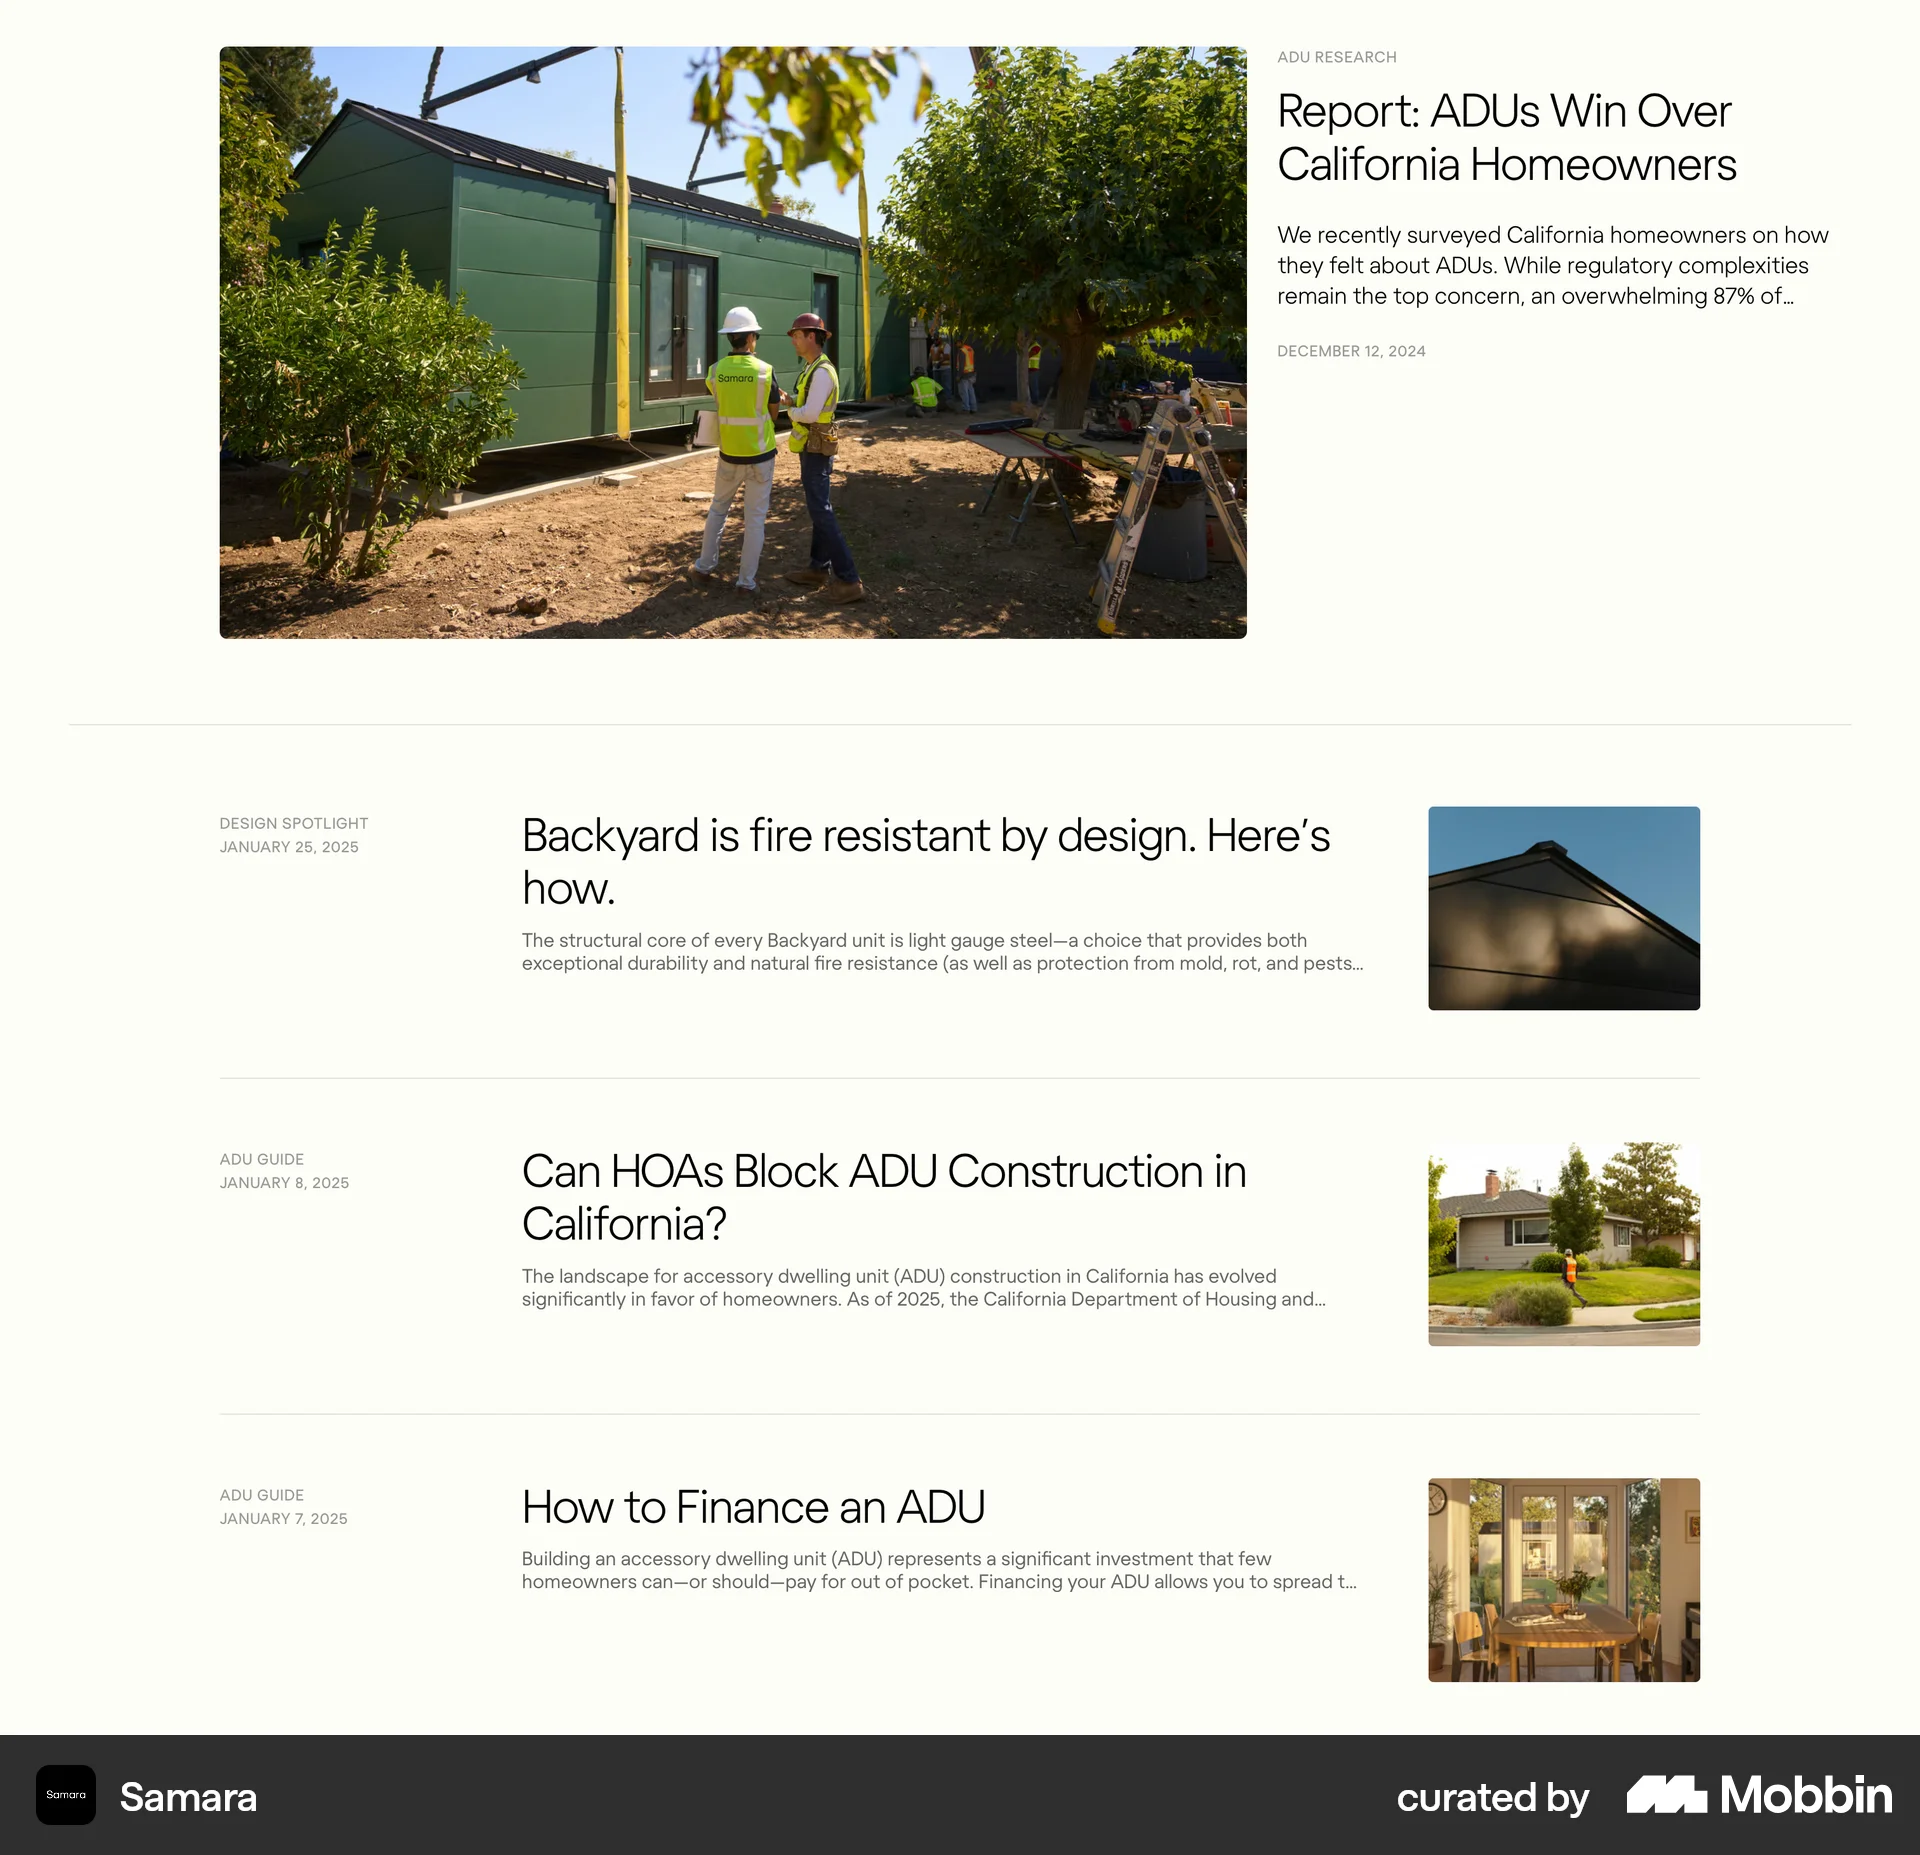 ADU RESEARCH
Report: ADUs Win Over
California Homeowners
We recently surveyed California homeowners on how
they felt about ADUs. While regulatory complexities
remain the top concern, an overwhelming 87% of…
DECEMBER 12, 2024
Samara
DESIGN SPOTLIGHT
JANUARY 25, 2025
Backyard is fire resistant by design. Here’s
how.
The structural core of every Backyard unit is light gauge steel—a choice that provides both
exceptional durability and natural fire resistance (as well as protection from mold, rot, and pests…
ADU GUIDE
JANUARY 8, 2025
Can HOAs Block ADU Construction in
California?
The landscape for accessory dwelling unit (ADU) construction in California has evolved
significantly in favor of homeowners. As of 2025, the California Department of Housing and…
ADU GUIDE
JANUARY 7, 2025
How to Finance an ADU
Building an accessory dwelling unit (ADU) represents a significant investment that few
homeowners can—or should—pay for out of pocket. Financing your ADU allows you to spread t…
Samara
Samara
curated by
Mobbin